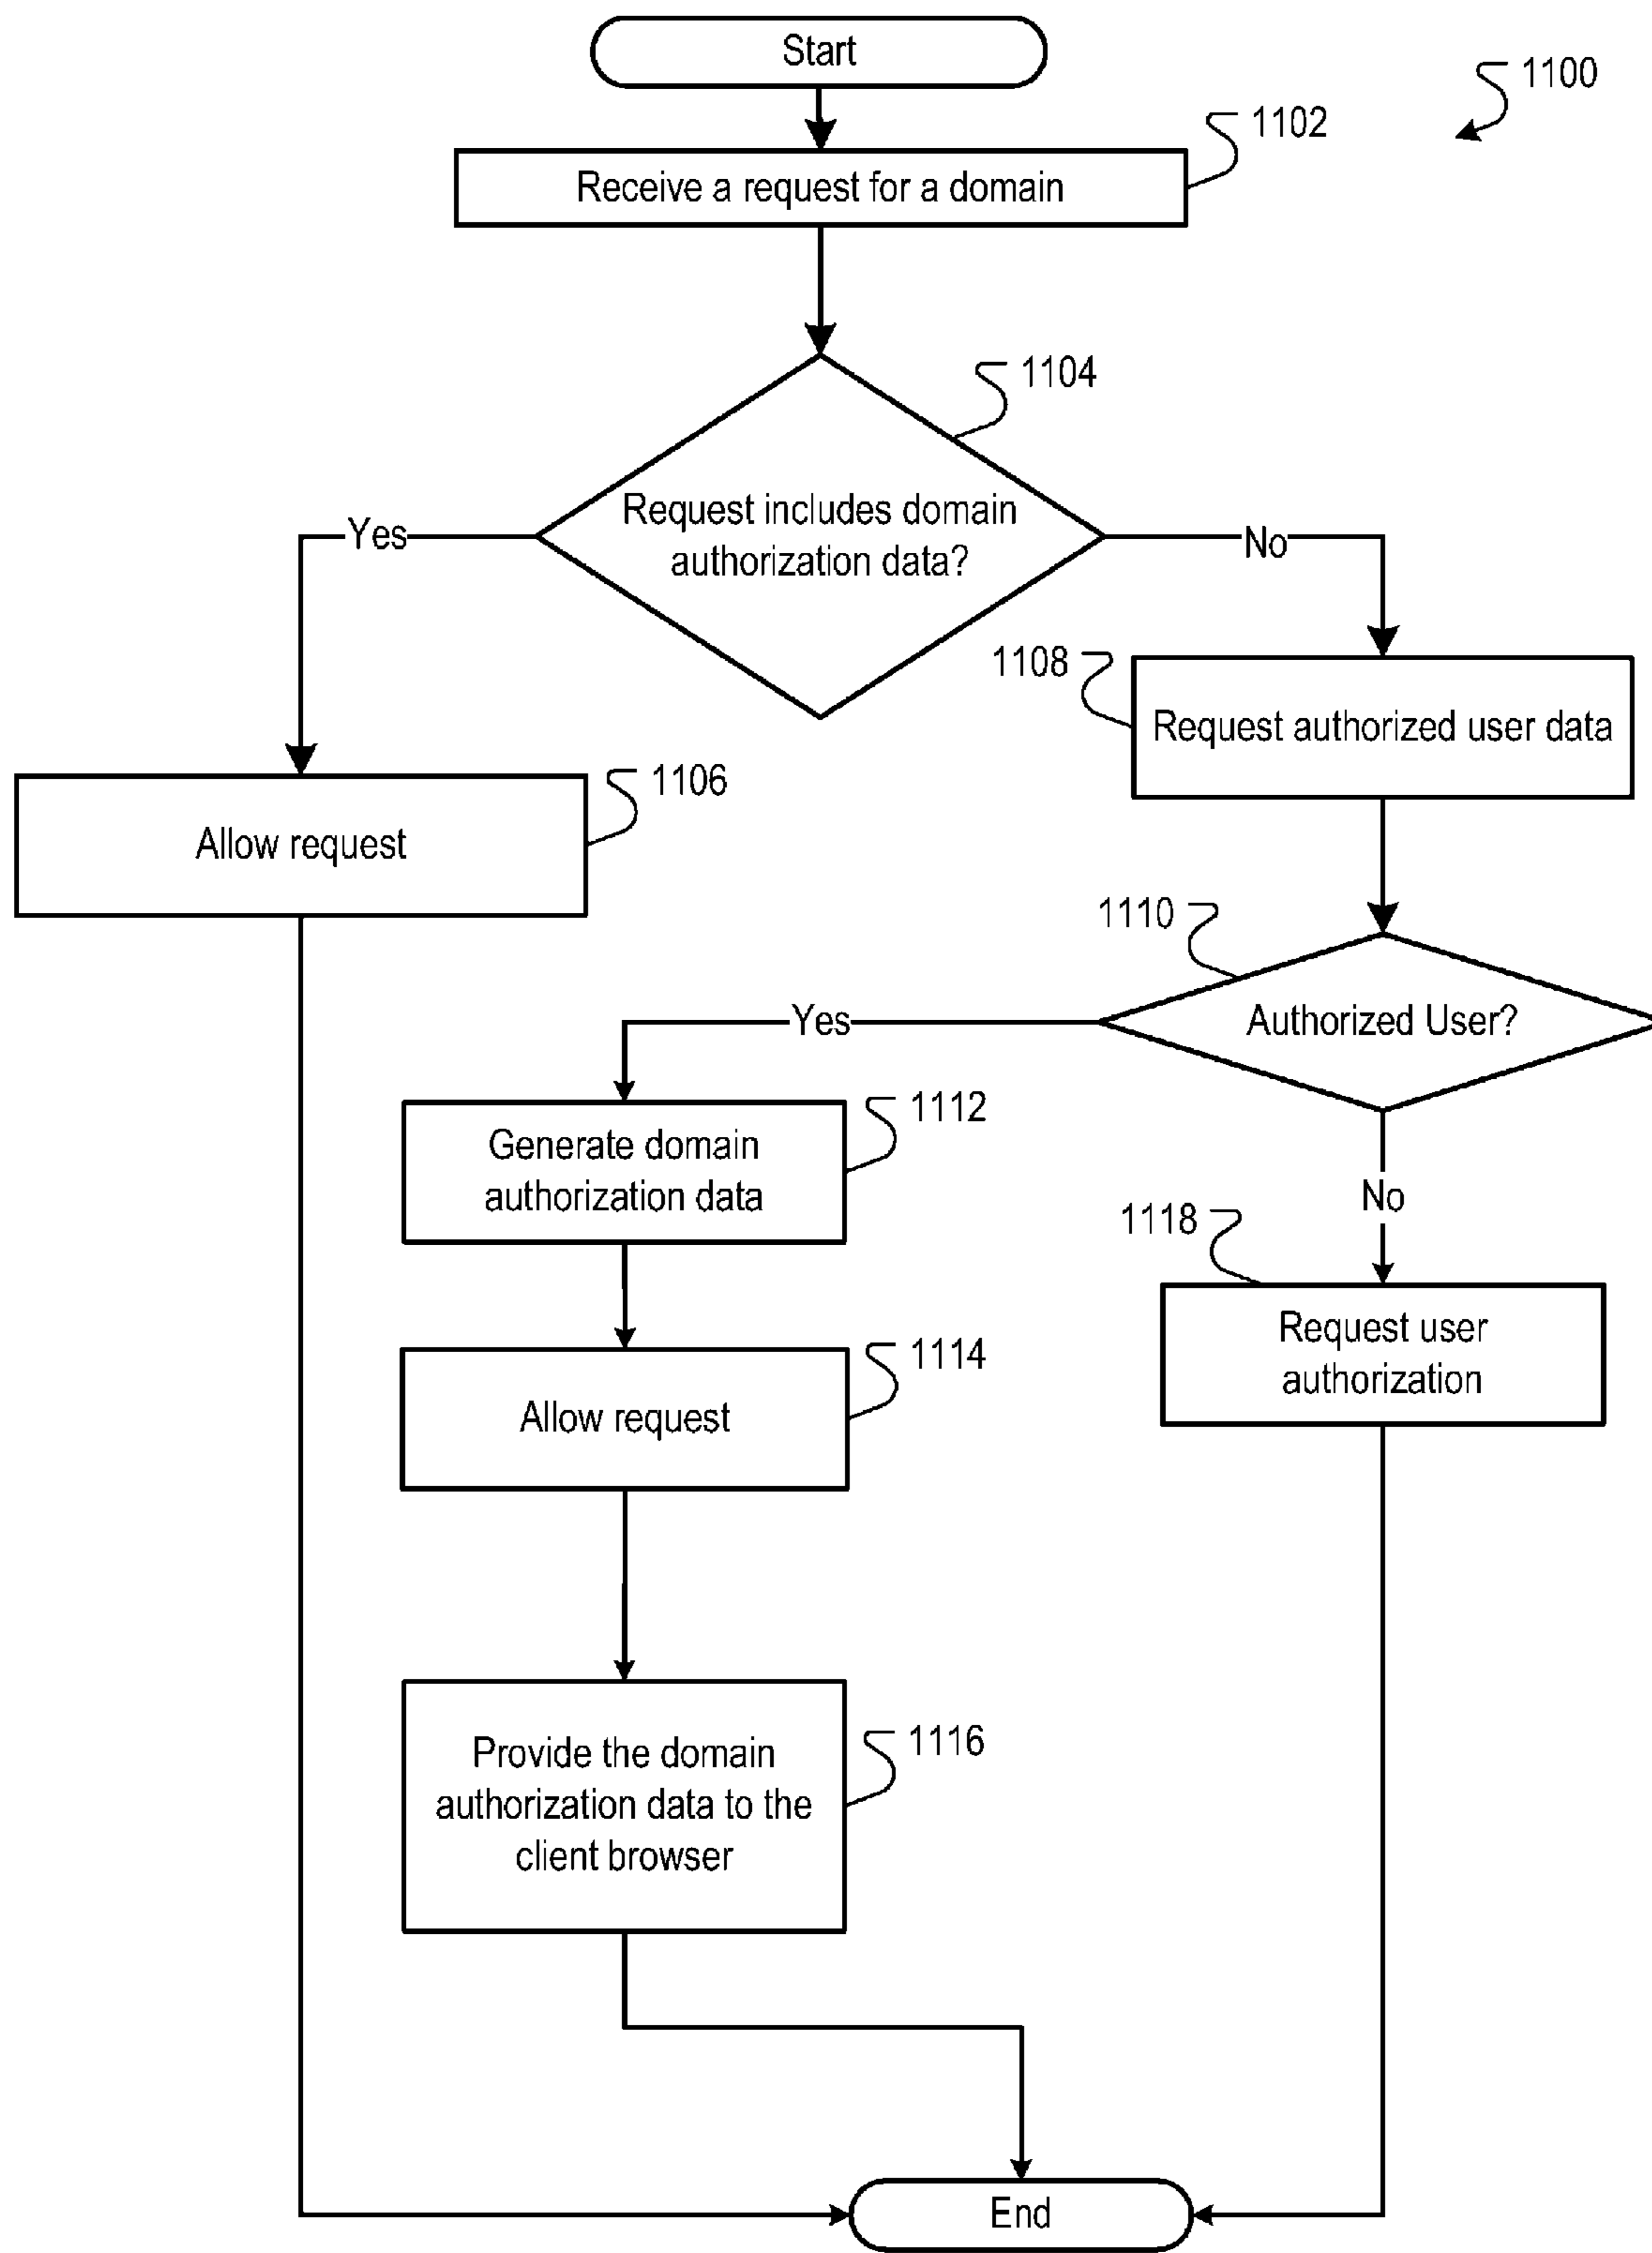 Start
1100
1102
Receive a request for a domain
1104
Request includes domain
authorization data?
Yes
No
1108
Request authorized user data
1106
Allow request
1110
Authorized User?
Yes
1112
Generate domain
authorization data
No
1118
Request user
authorization
1114
Allow request
1116
Provide the domain
authorization data to the
client browser
End